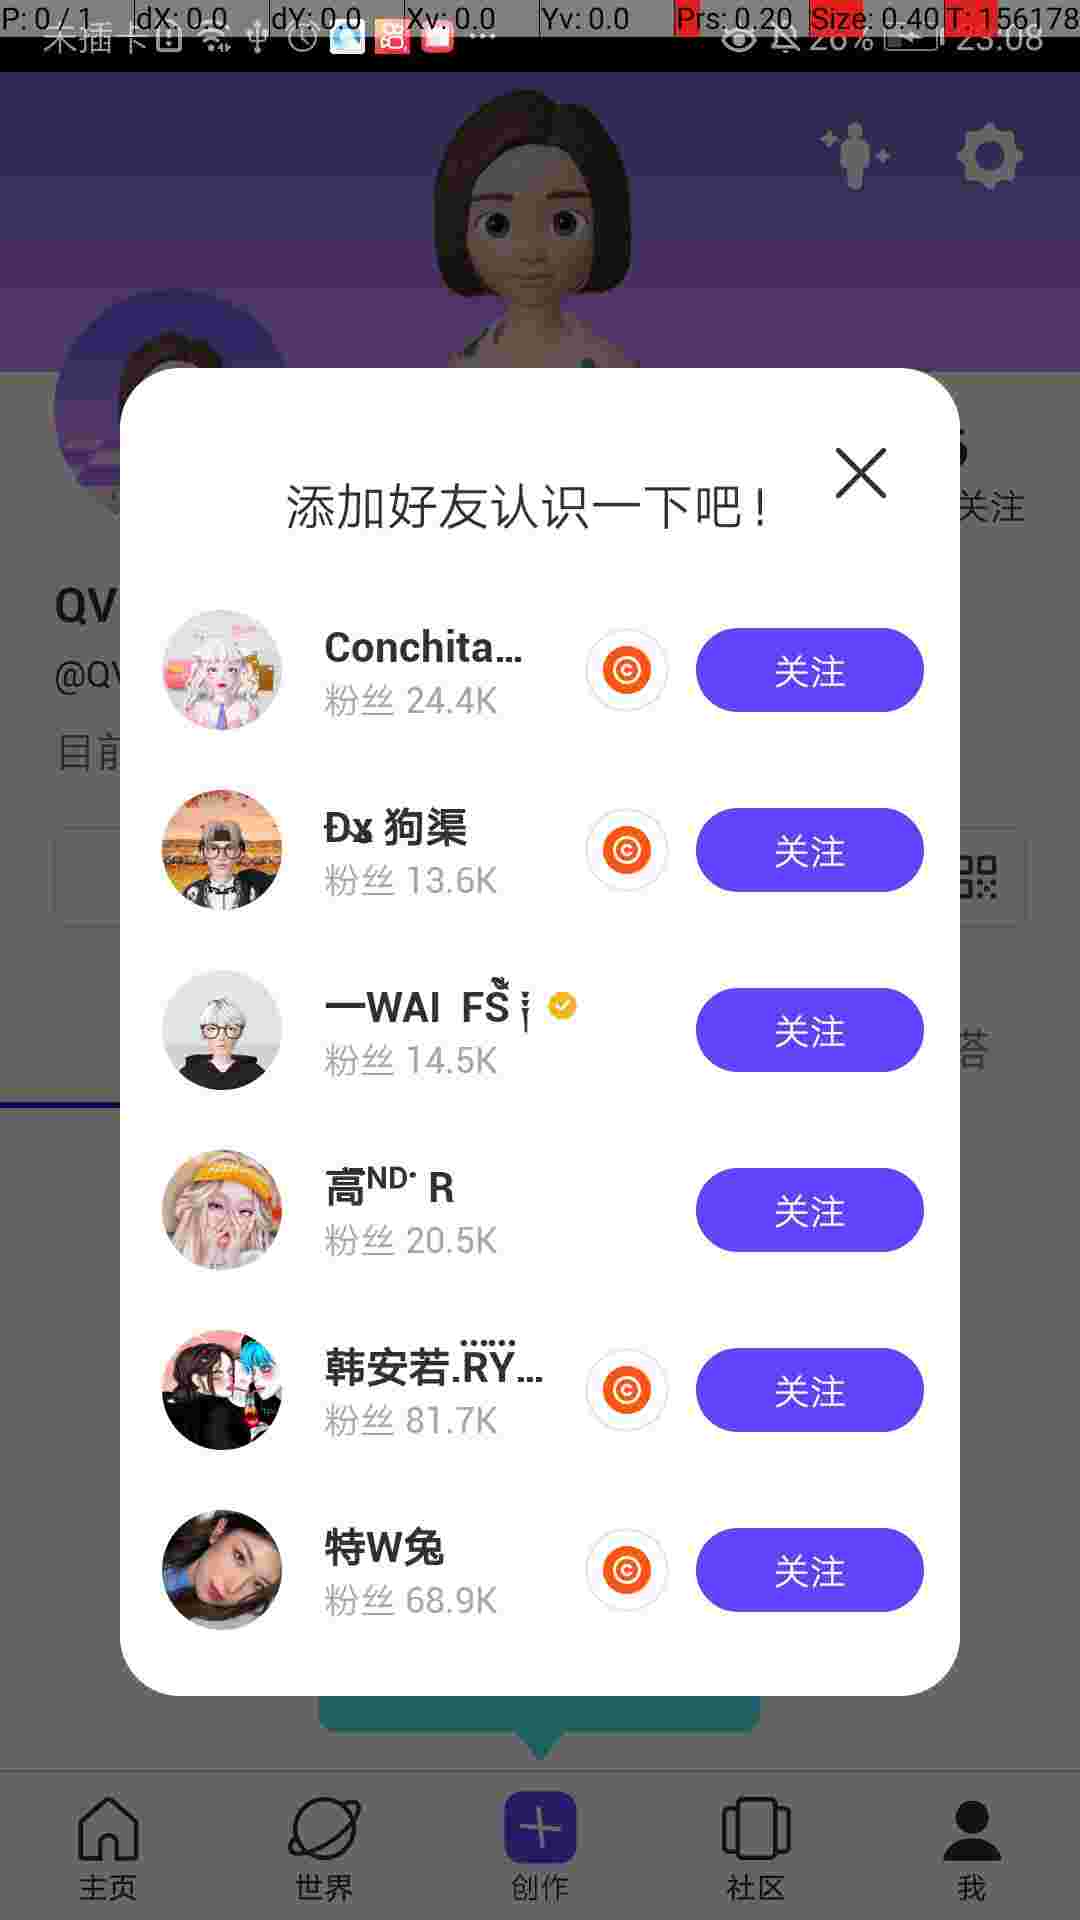 P: 0 / 1 dX: 0.0 dY: 0.0 Xv: 0.0 Yv: 0.0 Prs: 0.20 Size: 0.40 T: 156178
未插卡 26% 23:08
关注
QV
@QV
目前
添加好友认识一下吧!
Conchita...
粉丝 24.4K
关注
狗渠
粉丝 13.6K
关注
一WAI FS
粉丝 14.5K
关注
高ᴺᴰ· R
粉丝 20.5K
关注
韩安若.RY...
粉丝 81.7K
关注
特W兔
粉丝 68.9K
关注
主页
世界
创作
社区
我